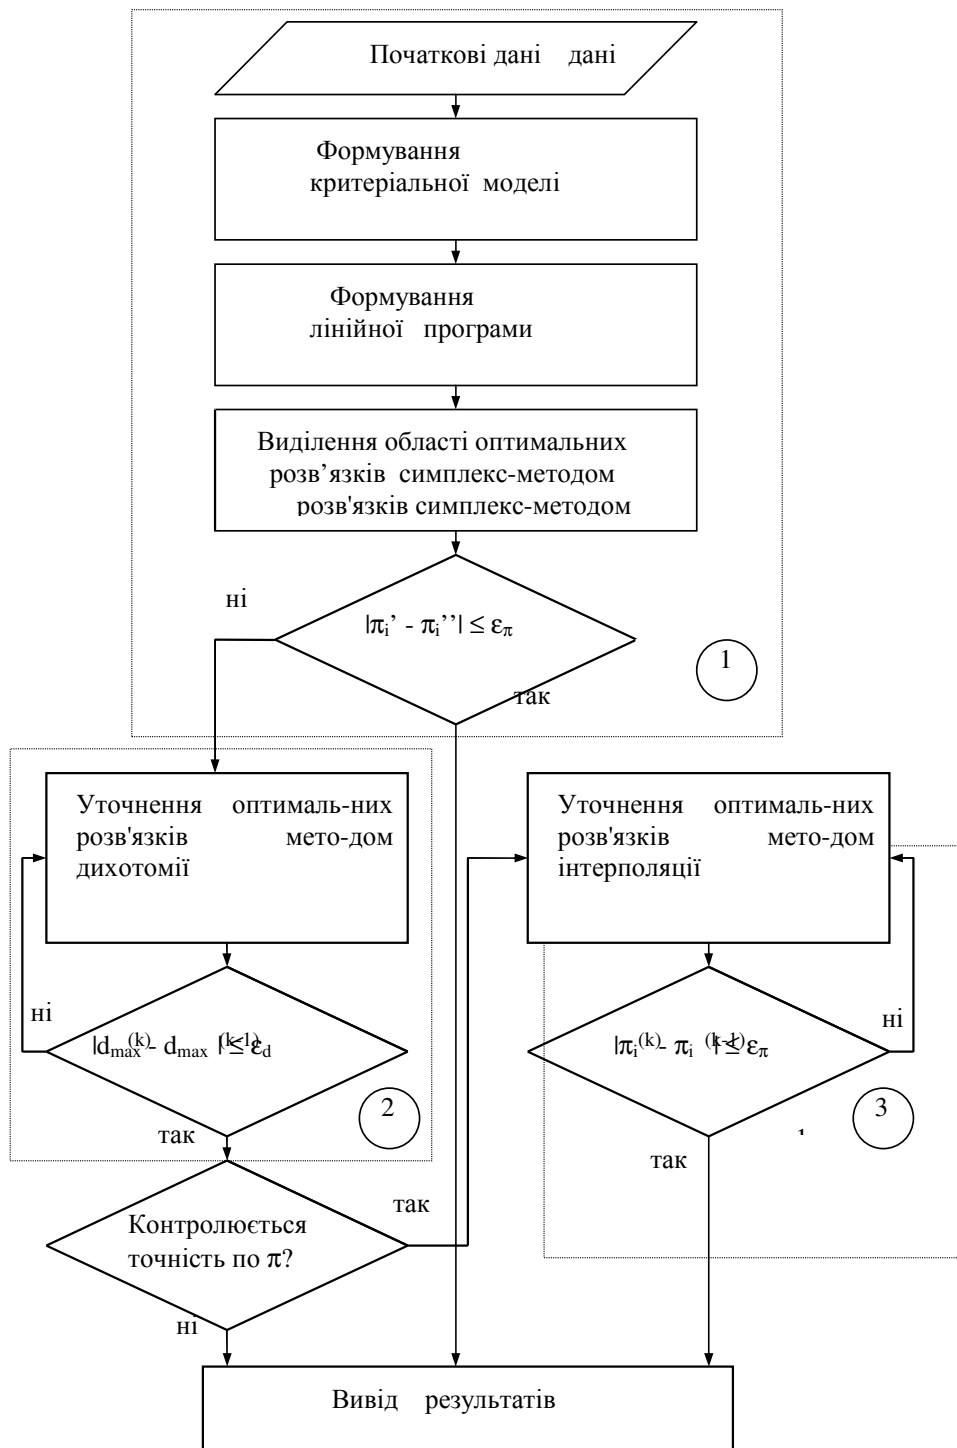 Початкові дані дані
Формування
критеріальної моделі
Формування
лінійної програми
Виділення області оптимальних
розв’язків симплекс-методом
розв'язків симплекс-методом
ні
|πi’ - πi’’| ≤ επ
1
так
Уточнення оптималь-них
розв'язків мето-дом
дихотомії
Уточнення оптималь-них
розв'язків мето-дом
інтерполяції
ні
|dmax(k)- dmax (k-1)| ≤ εd
2
так
|πi(k)- πi (k-1)| ≤ επ
ні
3
так
Контролюється
точність по π?
так
ні
Вивід результатів